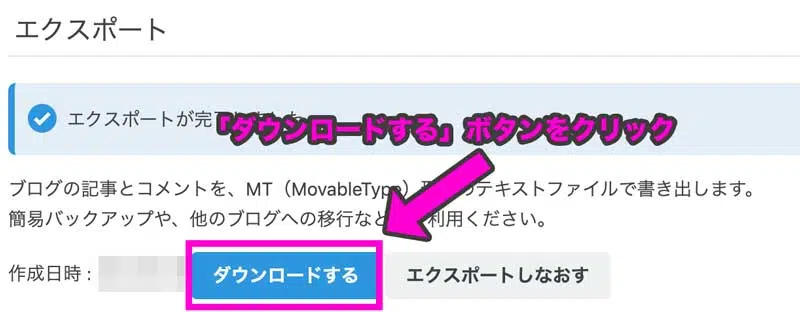 エクスポート
エクスポートが完
「ダウンロードする」ボタンをクリック
ブログの記事とコメントを、MT（MovableType）のテキストファイルで書き出します。
簡易バックアップや、他のブログへの移行など利用ください。
作成日時 :
ダウンロードする
エクスポートしなおす